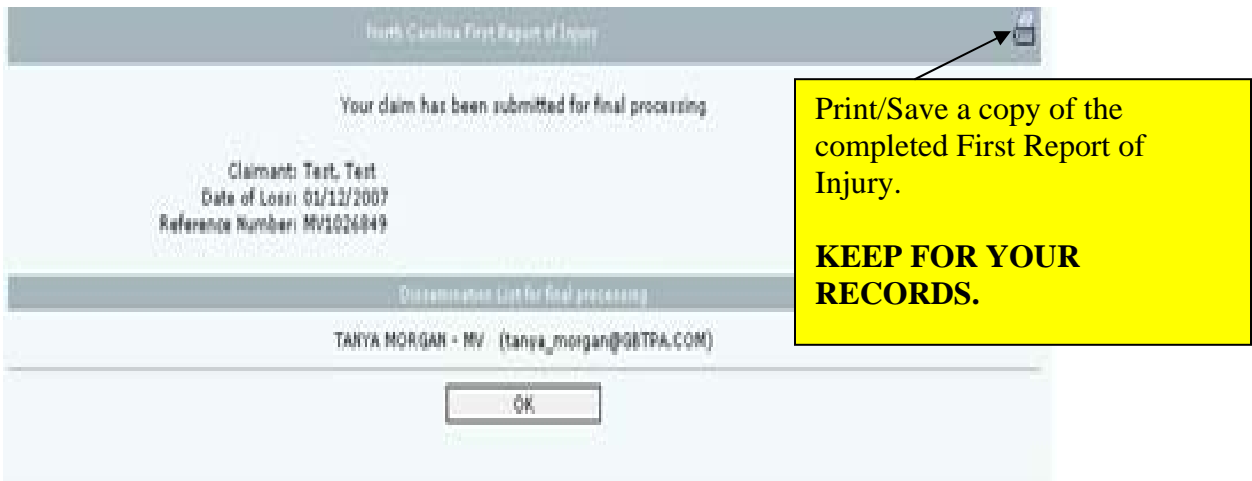 North Carolina First Report of Injury
Your claim has been submitted for final processing
Claimant: Test, Test
Date of Loss: 01/12/2007
Reference Number: MV1026849
Dissemination List for final processing
TANYA MORGAN - MV (tanya_morgan@GBTPA.COM)
OK
Print/Save a copy of the
completed First Report of
Injury.
KEEP FOR YOUR
RECORDS.